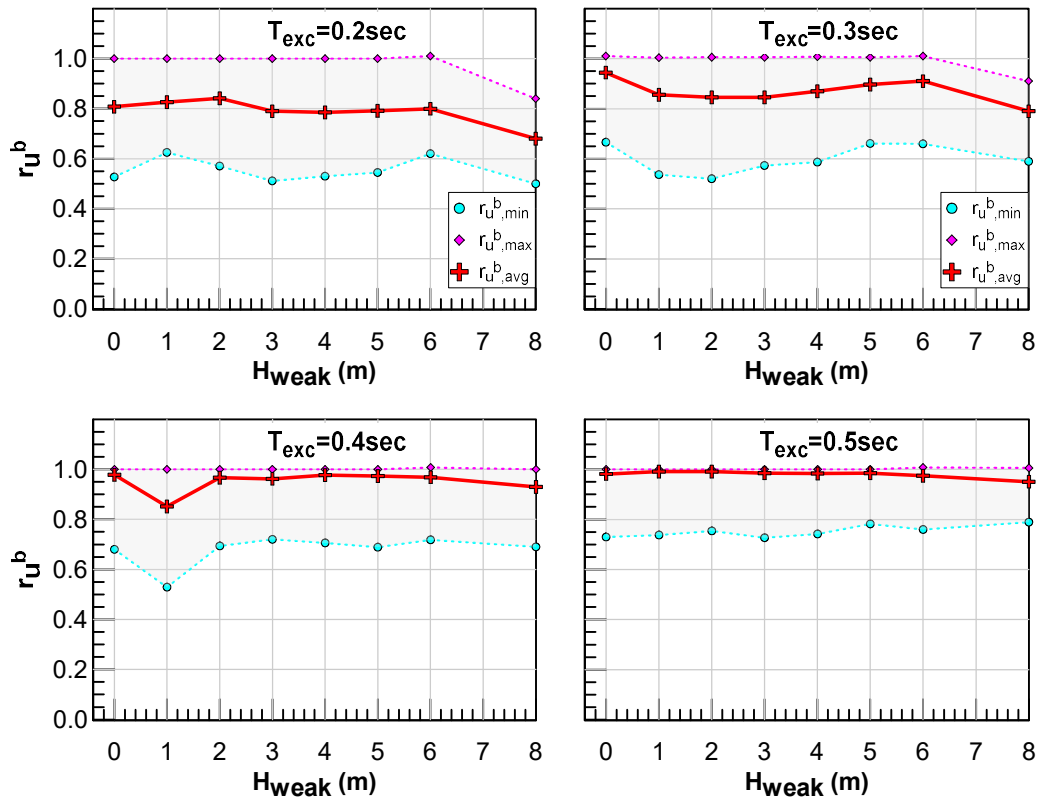 T_exc=0.2sec
1.0
0.8
0.6
0.4
0.2
0.0
r_u^b
r_u^b,min
r_u^b,max
r_u^b,avg
0 1 2 3 4 5 6 7 8
H_weak (m)
T_exc=0.3sec
r_u^b,min
r_u^b,max
r_u^b,avg
0 1 2 3 4 5 6 7 8
H_weak (m)
T_exc=0.4sec
1.0
0.8
0.6
0.4
0.2
0.0
r_u^b
0 1 2 3 4 5 6 7 8
H_weak (m)
T_exc=0.5sec
0 1 2 3 4 5 6 7 8
H_weak (m)